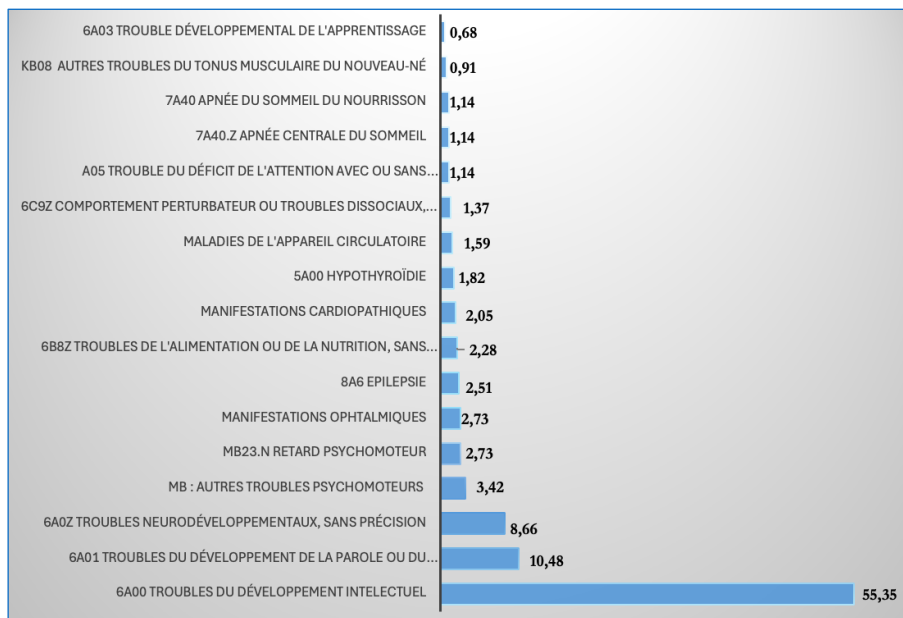 6A03 TROUBLE DÉVELOPPEMENTAL DE L'APPRENTISSAGE 0,68
KB08 AUTRES TROUBLES DU TONUS MUSCULAIRE DU NOUVEAU-NÉ 0,91
7A40 APNÉE DU SOMMEIL DU NOURRISSON 1,14
7A40.Z APNÉE CENTRALE DU SOMMEIL 1,14
A05 TROUBLE DU DÉFICIT DE L'ATTENTION AVEC OU SANS... 1,14
6C9Z COMPORTEMENT PERTURBATEUR OU TROUBLES DISSOCIAUX,... 1,37
MALADIES DE L'APPAREIL CIRCULATOIRE 1,59
5A00 HYPOTHYROÏDIE 1,82
MANIFESTATIONS CARDIOPATHIQUES 2,05
6B8Z TROUBLES DE L'ALIMENTATION OU DE LA NUTRITION, SANS... 2,28
8A6 EPILEPSIE 2,51
MANIFESTATIONS OPHTALMIQUES 2,73
MB23.N RETARD PSYCHOMOTEUR 2,73
MB : AUTRES TROUBLES PSYCHOMOTEURS 3,42
6A0Z TROUBLES NEURODÉVELOPPEMENTAUX, SANS PRÉCISION 8,66
6A01 TROUBLES DU DÉVELOPPEMENT DE LA PAROLE OU DU... 10,48
6A00 TROUBLES DU DÉVELOPPEMENT INTELECTUEL 55,35